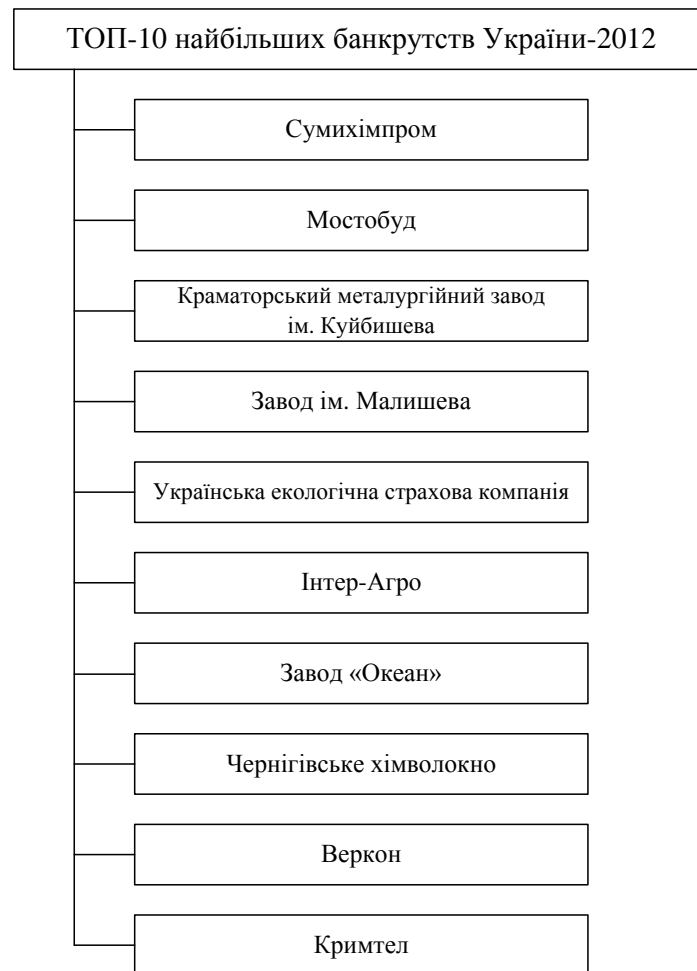 ТОП-10 найбільших банкрутств України-2012
Сумихімпром
Мостобуд
Краматорський металургійний завод
ім. Куйбишева
Завод ім. Малишева
Українська екологічна страхова компанія
Інтер-Агро
Завод «Океан»
Чернігівське хімволокно
Веркон
Кримтел